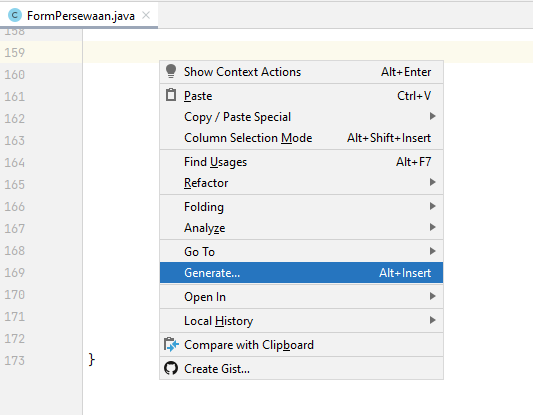 FormPersewaan.java
158
159
160
161
162
163
164
165
166
167
168
169
170
171
172
173 }
Show Context Actions Alt+Enter
Paste Ctrl+V
Copy / Paste Special
Column Selection Mode Alt+Shift+Insert
Find Usages Alt+F7
Refactor
Folding
Analyze
Go To
Generate... Alt+Insert
Open In
Local History
Compare with Clipboard
Create Gist...